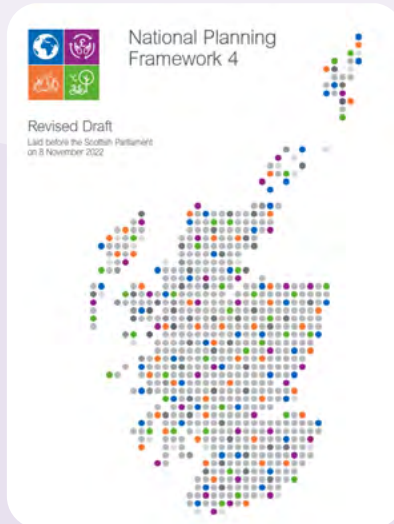 National Planning
Framework 4
Revised Draft
Laid before the Scottish Parliament
on 8 November 2022